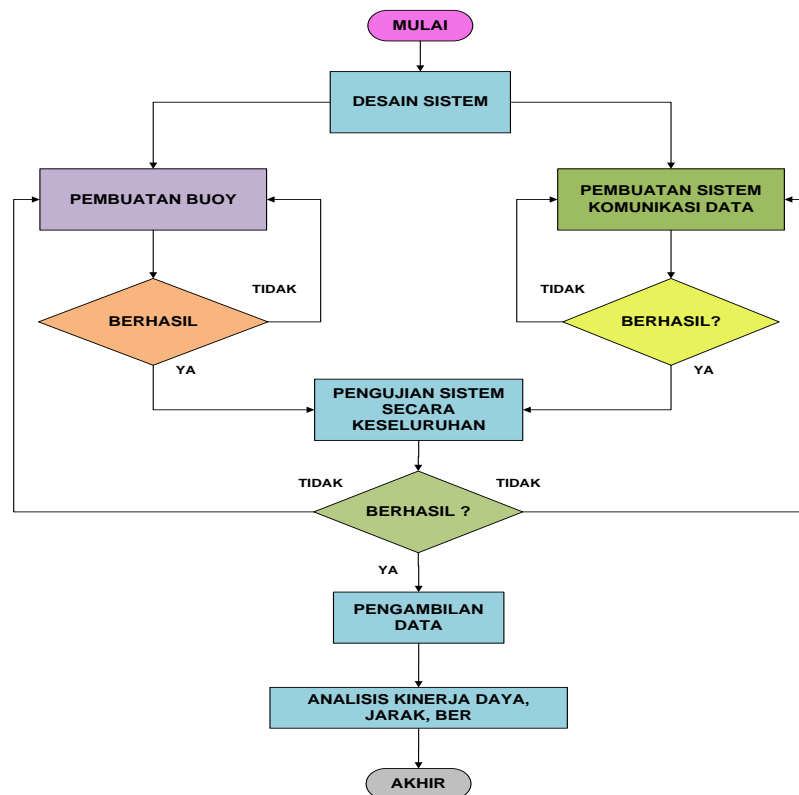 MULAI
DESAIN SISTEM
PEMBUATAN BUOY
PEMBUATAN SISTEM
KOMUNIKASI DATA
TIDAK
TIDAK
BERHASIL
BERHASIL?
YA
YA
PENGUJIAN SISTEM
SECARA
KESELURUHAN
TIDAK
TIDAK
BERHASIL ?
YA
PENGAMBILAN
DATA
ANALISIS KINERJA DAYA,
JARAK, BER
AKHIR